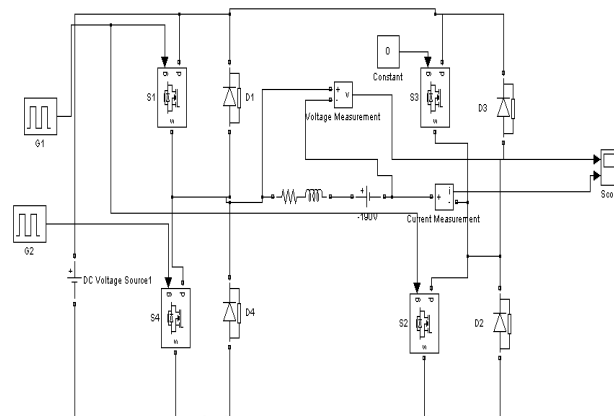 0
Constant
S1
D1
S3
D3
+
-
v
Voltage Measurement
G1
+
-190V
+
-
i
Current Measurement
Sco
G2
+
DC Voltage Source1
S4
D4
S2
D2